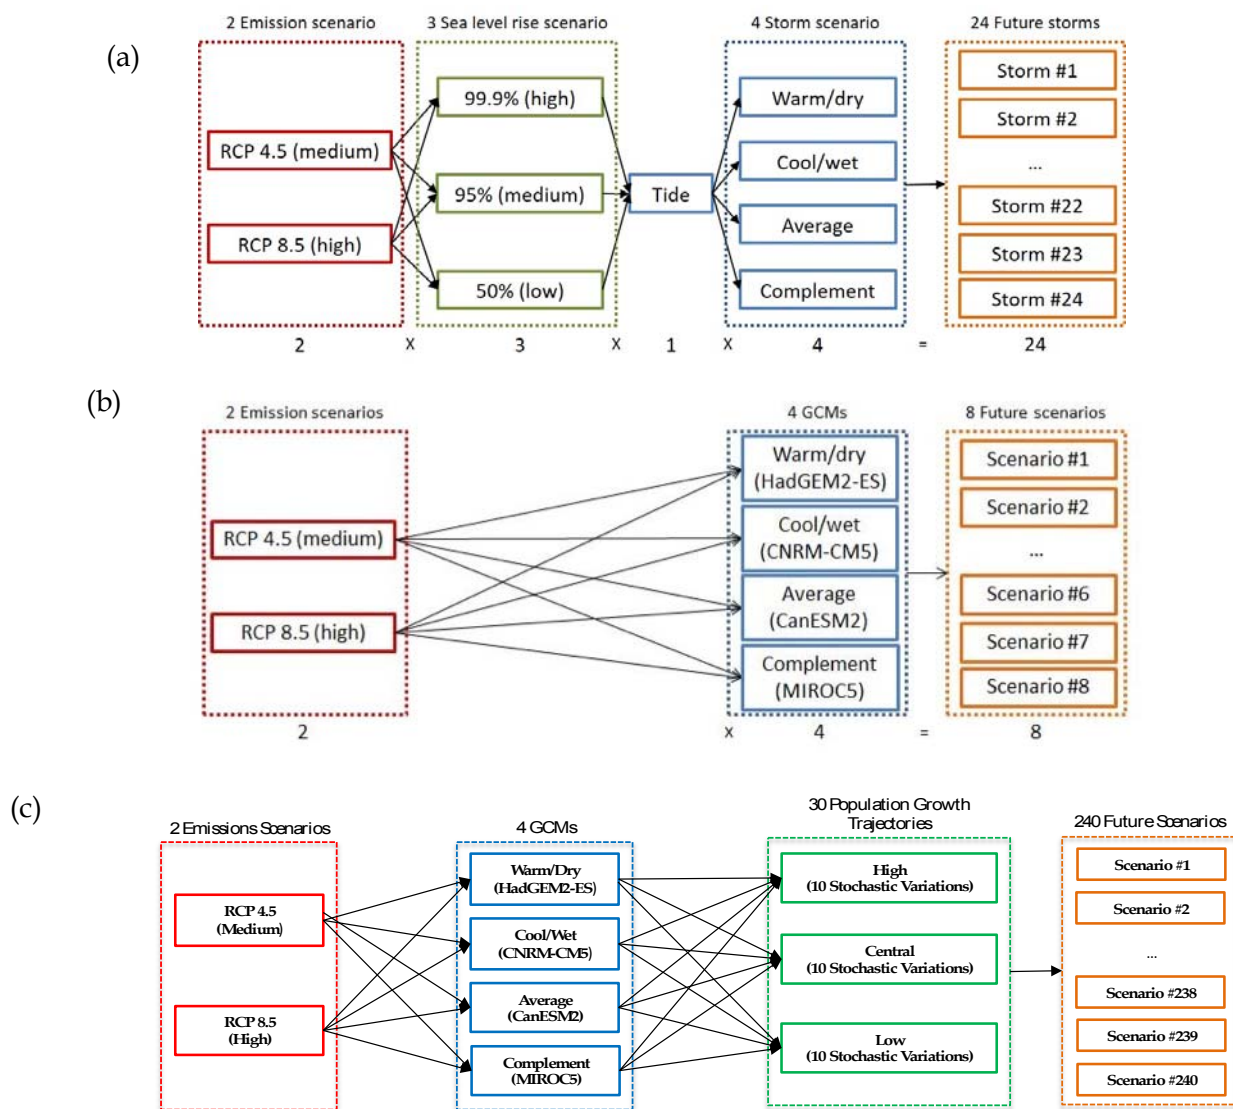 (a)
2 Emission scenario
3 Sea level rise scenario
4 Storm scenario
24 Future storms
RCP 4.5 (medium)
RCP 8.5 (high)
99.9% (high)
95% (medium)
50% (low)
Tide
Warm/dry
Cool/wet
Average
Complement
Storm #1
Storm #2
...
Storm #22
Storm #23
Storm #24
2 X 3 X 1 X 4 = 24
(b)
2 Emission scenarios
4 GCMs
8 Future scenarios
RCP 4.5 (medium)
RCP 8.5 (high)
Warm/dry
(HadGEM2-ES)
Cool/wet
(CNRM-CM5)
Average
(CanESM2)
Complement
(MIROC5)
Scenario #1
Scenario #2
...
Scenario #6
Scenario #7
Scenario #8
2 X 4 = 8
(c)
2 Emissions Scenarios
4 GCMs
30 Population Growth
Trajectories
240 Future Scenarios
RCP 4.5
(Medium)
RCP 8.5
(High)
Warm/Dry
(HadGEM2-ES)
Cool/Wet
(CNRM-CM5)
Average
(CanESM2)
Complement
(MIROC5)
High
(10 Stochastic Variations)
Central
(10 Stochastic Variations)
Low
(10 Stochastic Variations)
Scenario #1
Scenario #2
...
Scenario #238
Scenario #239
Scenario #240